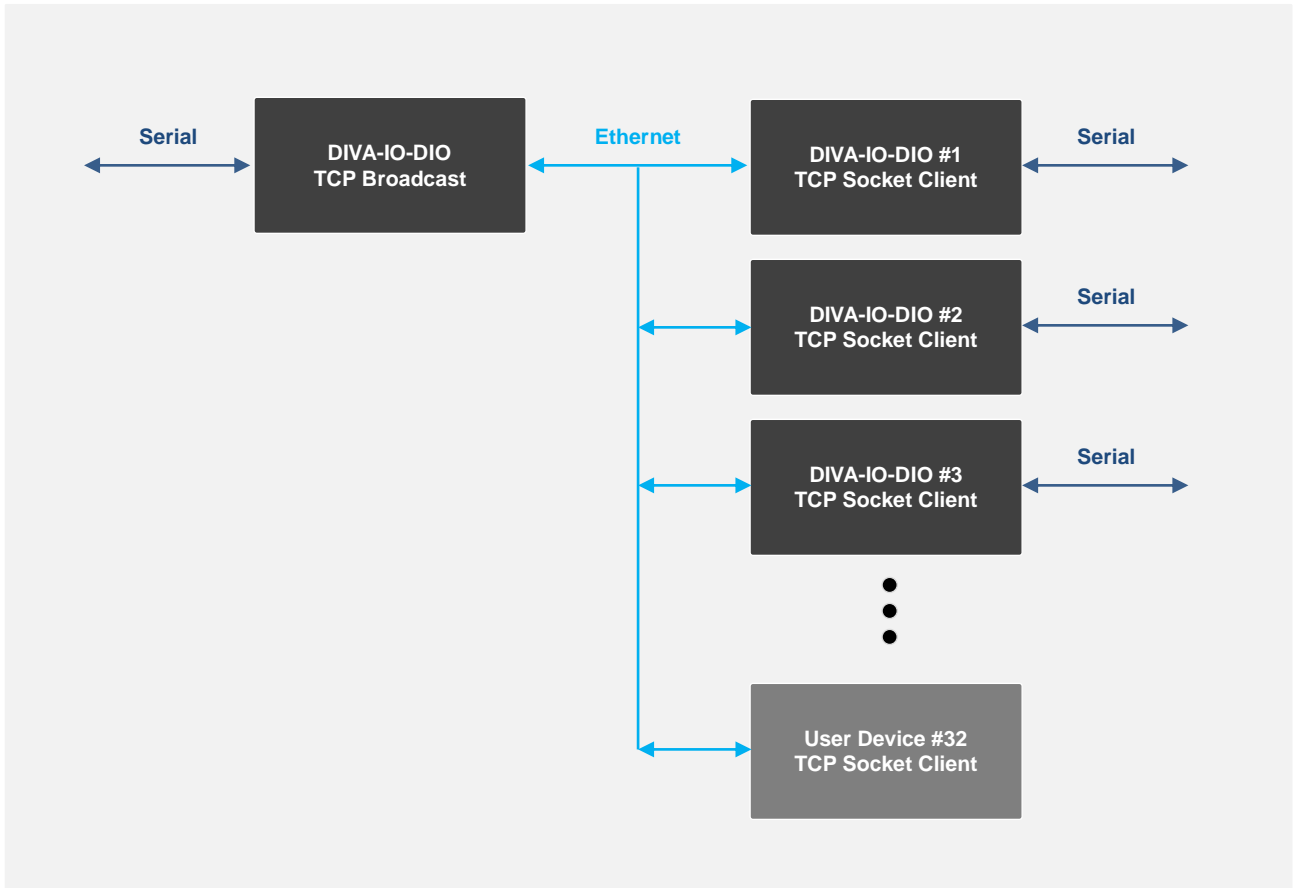 Serial
DIVA-IO-DIO
TCP Broadcast
Ethernet
DIVA-IO-DIO #1
TCP Socket Client
Serial
DIVA-IO-DIO #2
TCP Socket Client
Serial
DIVA-IO-DIO #3
TCP Socket Client
Serial
User Device #32
TCP Socket Client